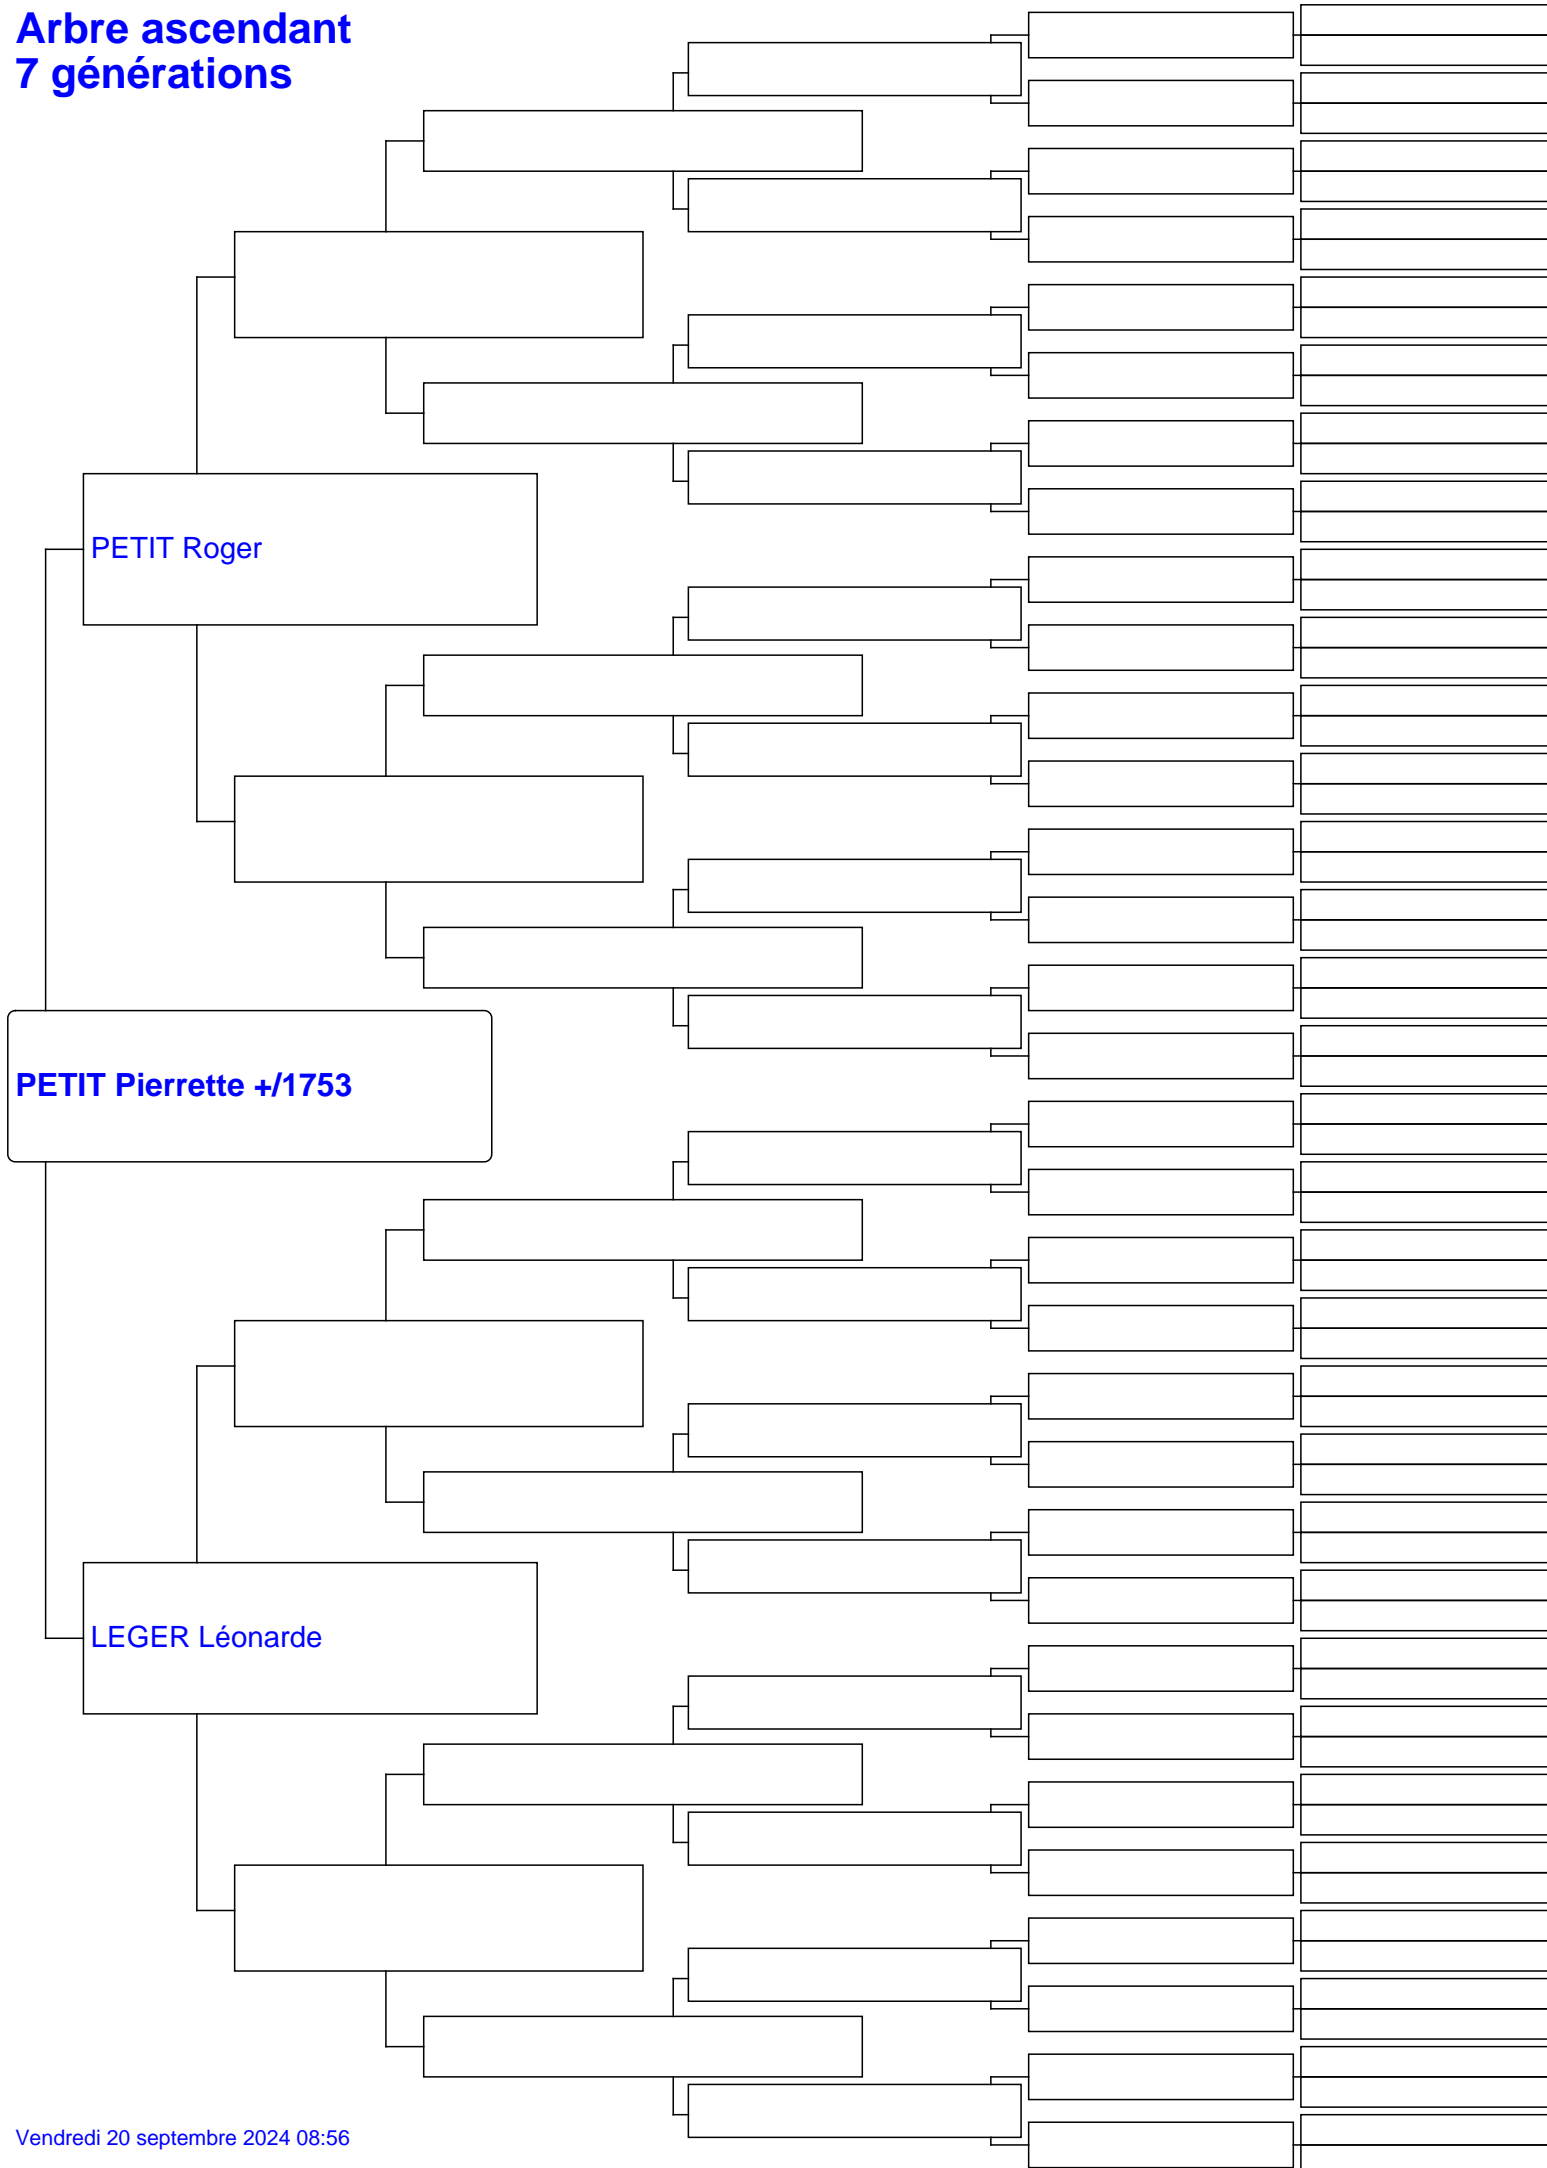 Arbre ascendant
7 générations
PETIT Roger
PETIT Pierrette +/1753
LEGER Léonarde
Vendredi 20 septembre 2024 08:56